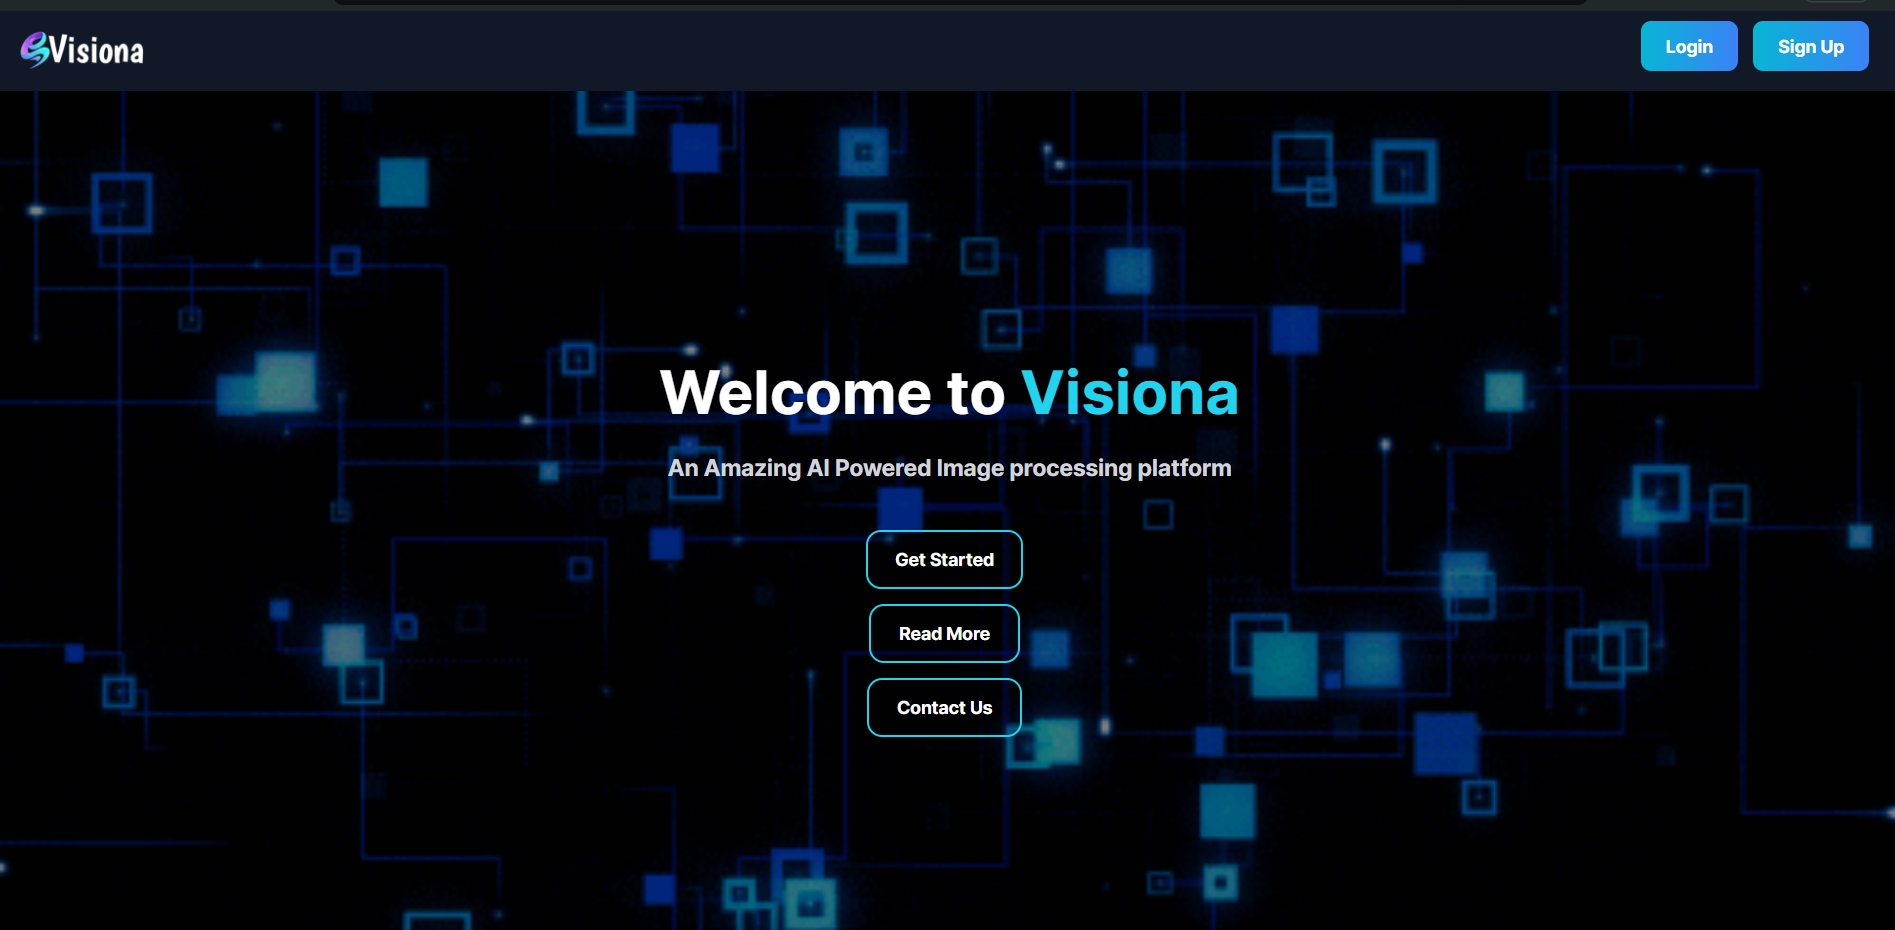 Visiona
Login
Sign Up
Welcome to Visiona
An Amazing AI Powered Image processing platform
Get Started
Read More
Contact Us